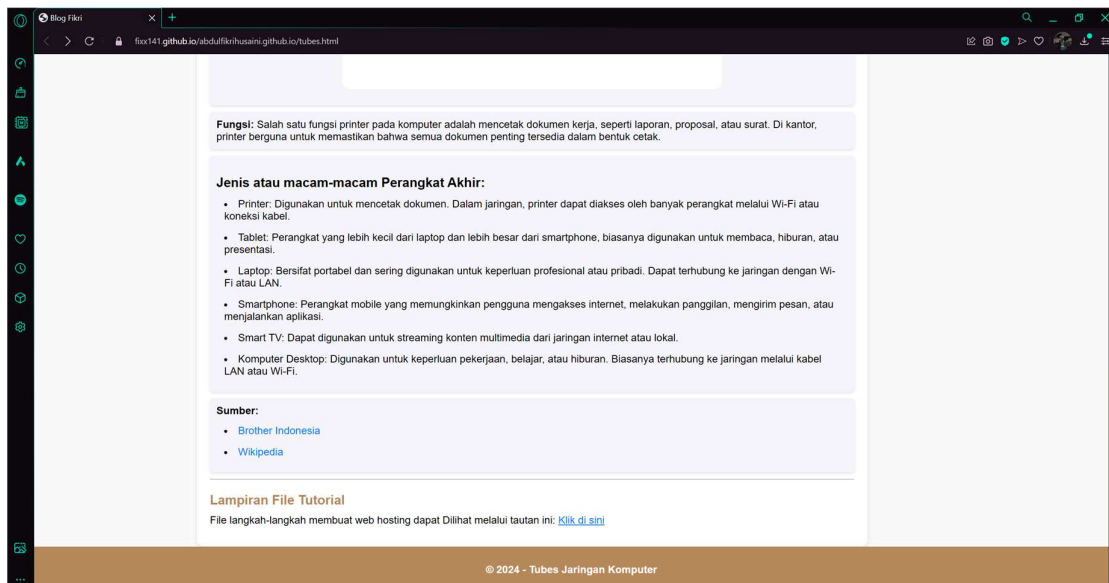 Blog Fikri
fixx141.github.io/abdulfikrihusaini.github.io/tubes.html
Fungsi: Salah satu fungsi printer pada komputer adalah mencetak dokumen kerja, seperti laporan, proposal, atau surat. Di kantor,
printer berguna untuk memastikan bahwa semua dokumen penting tersedia dalam bentuk cetak.
Jenis atau macam-macam Perangkat Akhir:
• Printer: Digunakan untuk mencetak dokumen. Dalam jaringan, printer dapat diakses oleh banyak perangkat melalui Wi-Fi atau
koneksi kabel.
• Tablet: Perangkat yang lebih kecil dari laptop dan lebih besar dari smartphone, biasanya digunakan untuk membaca, hiburan, atau
presentasi.
• Laptop: Bersifat portabel dan sering digunakan untuk keperluan profesional atau pribadi. Dapat terhubung ke jaringan dengan Wi-
Fi atau LAN.
• Smartphone: Perangkat mobile yang memungkinkan pengguna mengakses internet, melakukan panggilan, mengirim pesan, atau
menjalankan aplikasi.
• Smart TV: Dapat digunakan untuk streaming konten multimedia dari jaringan internet atau lokal.
• Komputer Desktop: Digunakan untuk keperluan pekerjaan, belajar, atau hiburan. Biasanya terhubung ke jaringan melalui kabel
LAN atau Wi-Fi.
Sumber:
• Brother Indonesia
• Wikipedia
Lampiran File Tutorial
File langkah-langkah membuat web hosting dapat Dilihat melalui tautan ini: Klik di sini
© 2024 - Tubes Jaringan Komputer